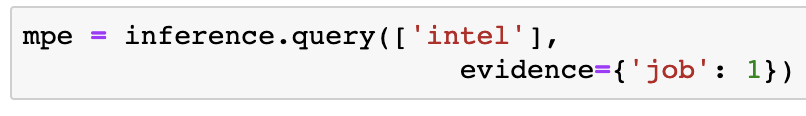 mpe = inference.query(['intel'],
evidence={'job': 1})